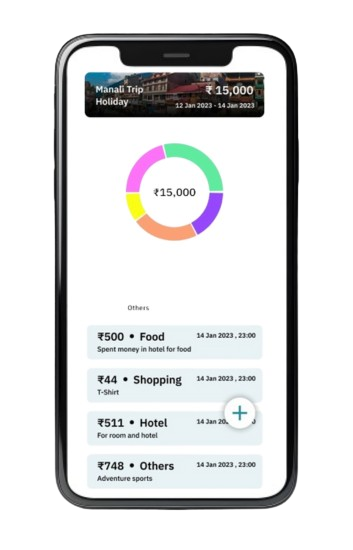 Manali Trip ₹ 15,000
Holiday 12 Jan 2023 - 14 Jan 2023
₹15,000
Others
₹500 • Food 14 Jan 2023 , 23:00
Spent money in hotel for food
₹44 • Shopping 14 Jan 2023 , 23:00
T-Shirt
₹511 • Hotel 14 Jan 23:00
For room and hotel
₹748 • Others 14 Jan 2023 , 23:00
Adventure sports